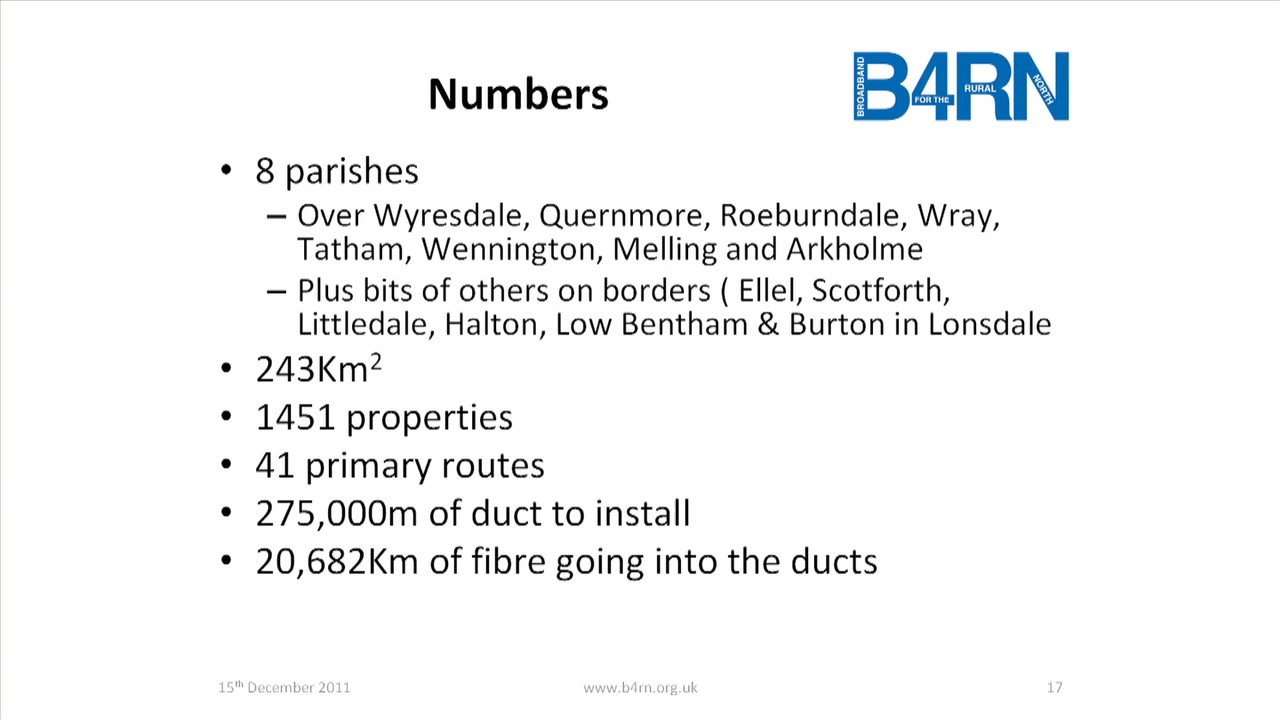 Numbers
BROADBAND
B4RN
FOR THE
RURAL
NORTH
• 8 parishes
– Over Wyresdale, Quernmore, Roeburndale, Wray,
Tatham, Wennington, Melling and Arkholme
– Plus bits of others on borders ( Ellel, Scotforth,
Littledale, Halton, Low Bentham & Burton in Lonsdale
• 243Km²
• 1451 properties
• 41 primary routes
• 275,000m of duct to install
• 20,682Km of fibre going into the ducts
15th December 2011
www.b4rn.org.uk
17